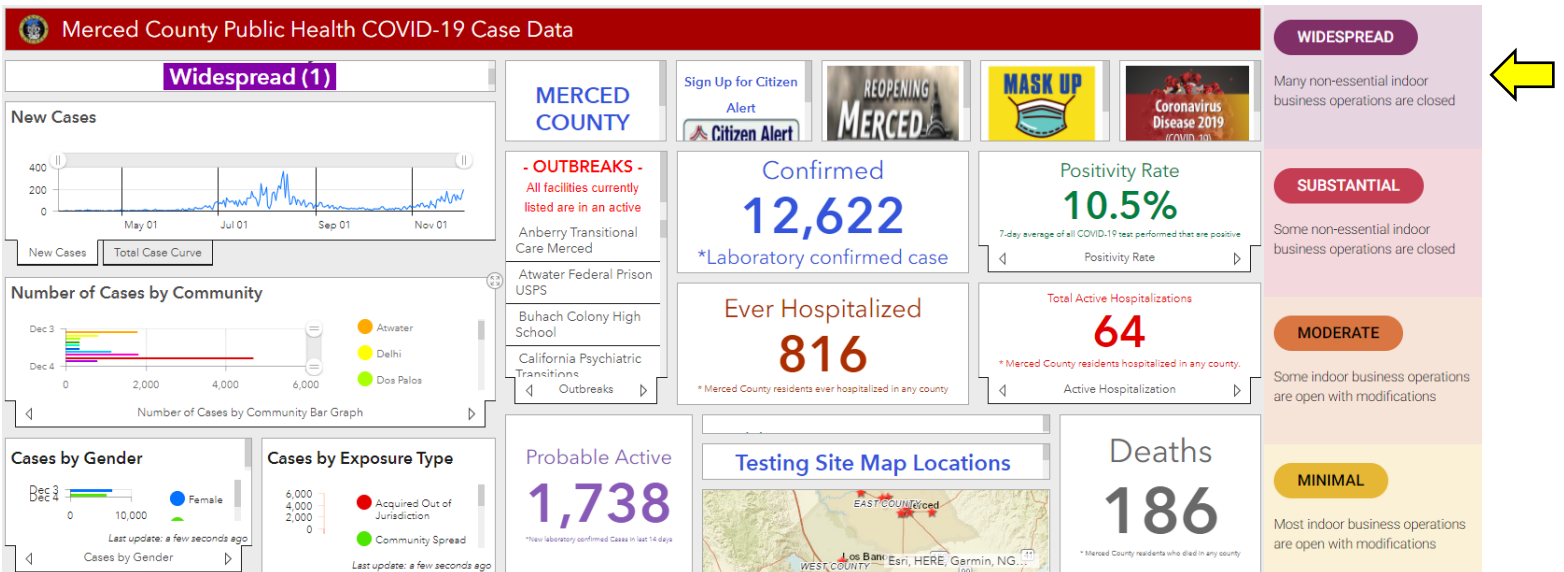 Merced County Public Health COVID-19 Case Data
Widespread (1)
New Cases
400
200
0
May 01
Jul 01
Sep 01
Nov 01
New Cases
Total Case Curve
Number of Cases by Community
Dec 3
Dec 4
0
2,000
4,000
6,000
Atwater
Delhi
Dos Palos
Number of Cases by Community Bar Graph
Cases by Gender
Dec 3
Dec 4
0
10,000
Female
Last update: a few seconds ago
Cases by Gender
Cases by Exposure Type
6,000
4,000
2,000
0
Acquired Out of
Jurisdiction
Community Spread
Last update: a few seconds ago
MERCED
COUNTY
Sign Up for Citizen
Alert
Citizen Alert
REOPENING
MERCED
MASK UP
Coronavirus
Disease 2019
(COVID-19)
- OUTBREAKS -
All facilities currently
listed are in an active
Anberry Transitional
Care Merced
Atwater Federal Prison
USPS
Buhach Colony High
School
California Psychiatric
Transitions
Outbreaks
Confirmed
12,622
*Laboratory confirmed case
Positivity Rate
10.5%
7-day average of all COVID-19 test performed that are positive
Positivity Rate
Ever Hospitalized
816
* Merced County residents ever hospitalized in any county
Total Active Hospitalizations
64
* Merced County residents hospitalized in any county.
Active Hospitalization
Probable Active
1,738
*New laboratory confirmed Cases in last 14 days
Testing Site Map Locations
EAST COUNTY
Merced
Los Ban
WEST COUNTY
Esri, HERE, Garmin, NG...
Deaths
186
* Merced County residents who died in any county
WIDESPREAD
Many non-essential indoor
business operations are closed
SUBSTANTIAL
Some non-essential indoor
business operations are closed
MODERATE
Some indoor business operations
are open with modifications
MINIMAL
Most indoor business operations
are open with modifications